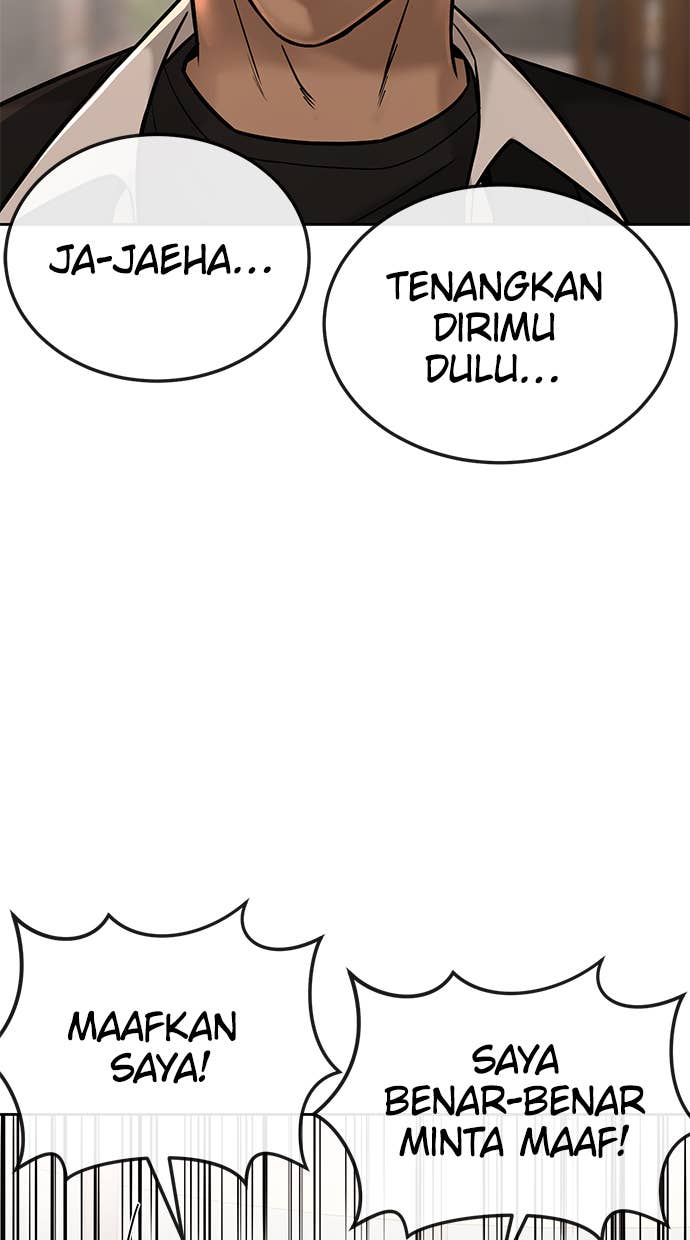 JA-JAEHA...
TENANGKAN
DIRIMU
DULU...
MAAFKAN
SAYA!
SAYA
BENAR-BENAR
MINTA MAAF!